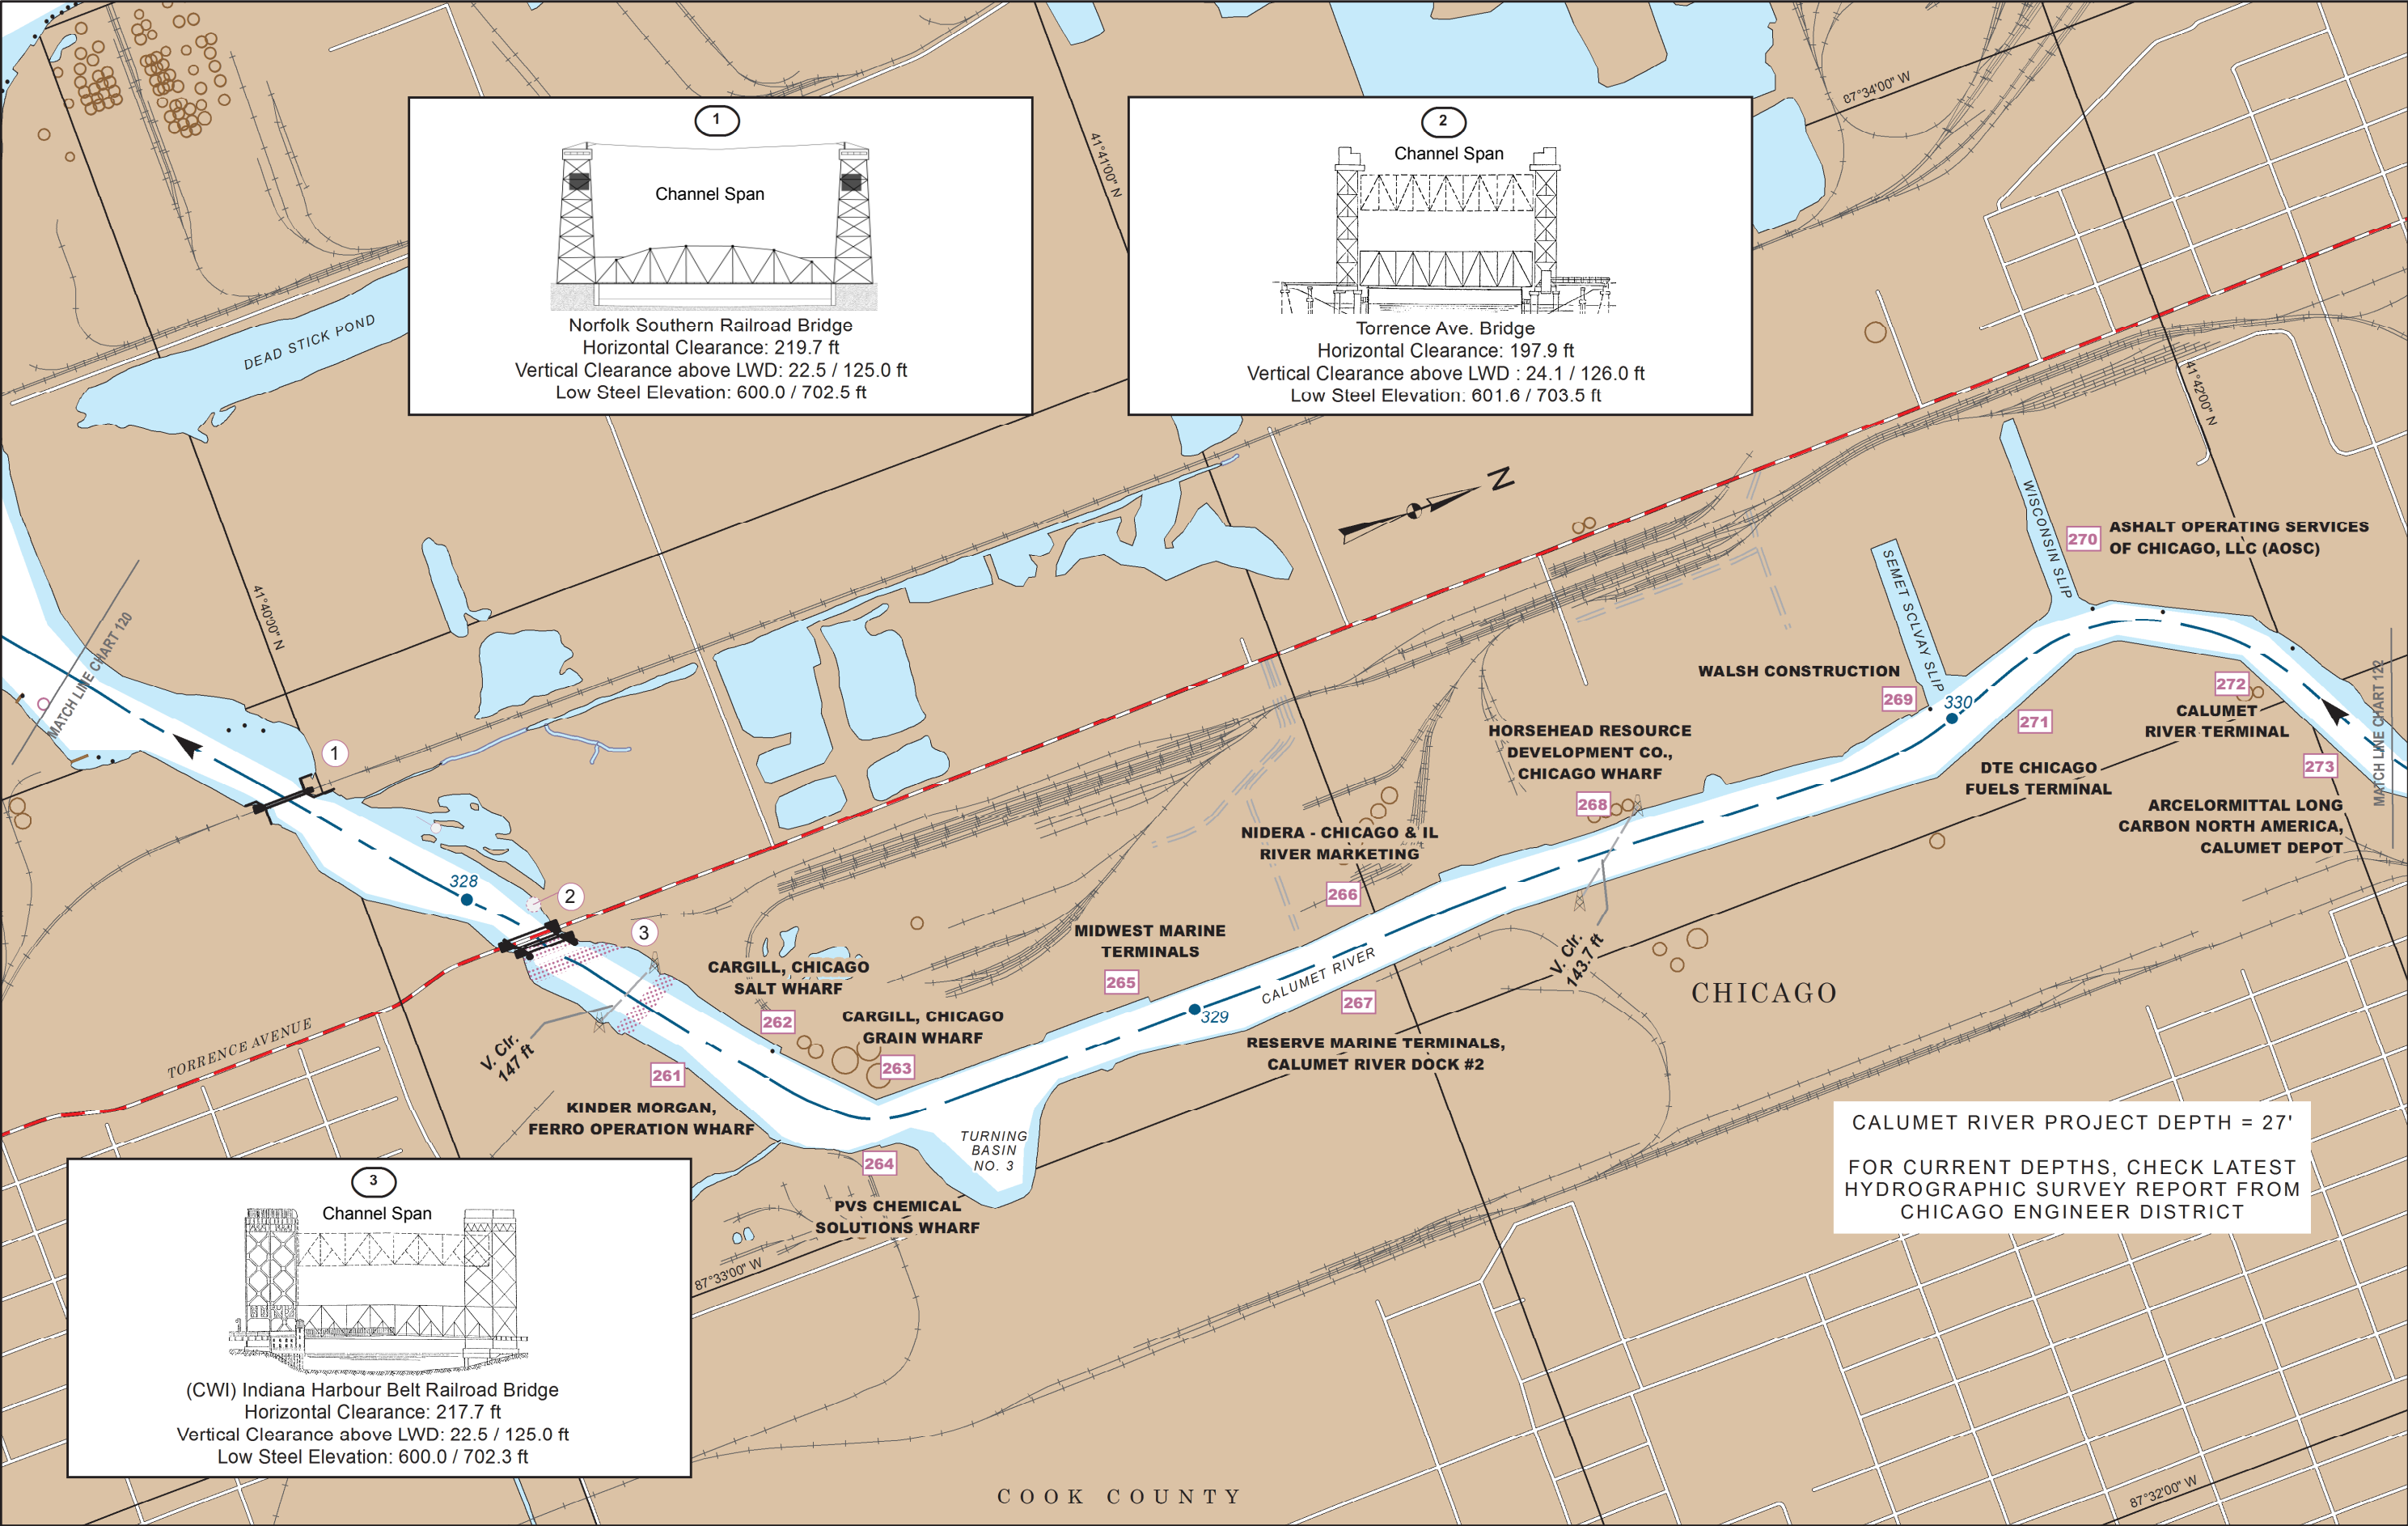 1
Channel Span
Norfolk Southern Railroad Bridge
Horizontal Clearance: 219.7 ft
Vertical Clearance above LWD: 22.5 / 125.0 ft
Low Steel Elevation: 600.0 / 702.5 ft
2
Channel Span
Torrence Ave. Bridge
Horizontal Clearance: 197.9 ft
Vertical Clearance above LWD : 24.1 / 126.0 ft
Low Steel Elevation: 601.6 / 703.5 ft
87°34'00" W
41°41'00" N
DEAD STICK POND
41°42'00" N
N
WISCONSIN SLIP
270
ASHALT OPERATING SERVICES
OF CHICAGO, LLC (AOSC)
SEMET SCLVAY SLIP
41°40'00" N
MATCH LINE CHART 120
WALSH CONSTRUCTION
269
330
271
272
CALUMET
RIVER TERMINAL
MATCH LINE CHART 122
273
DTE CHICAGO
FUELS TERMINAL
ARCELORMITTAL LONG
CARBON NORTH AMERICA,
CALUMET DEPOT
HORSEHEAD RESOURCE
DEVELOPMENT CO.,
CHICAGO WHARF
268
1
NIDERA - CHICAGO & IL
RIVER MARKETING
266
328
2
3
MIDWEST MARINE
TERMINALS
265
CALUMET RIVER
V. Clr.
143.7 ft
CHICAGO
CARGILL, CHICAGO
SALT WHARF
262
CARGILL, CHICAGO
GRAIN WHARF
263
329
267
RESERVE MARINE TERMINALS,
CALUMET RIVER DOCK #2
TORRENCE AVENUE
V. Clr.
147 ft
261
KINDER MORGAN,
FERRO OPERATION WHARF
TURNING
BASIN
NO. 3
264
PVS CHEMICAL
SOLUTIONS WHARF
87°33'00" W
CALUMET RIVER PROJECT DEPTH = 27'
FOR CURRENT DEPTHS, CHECK LATEST
HYDROGRAPHIC SURVEY REPORT FROM
CHICAGO ENGINEER DISTRICT
3
Channel Span
(CWI) Indiana Harbour Belt Railroad Bridge
Horizontal Clearance: 217.7 ft
Vertical Clearance above LWD: 22.5 / 125.0 ft
Low Steel Elevation: 600.0 / 702.3 ft
COOK COUNTY
87°32'00" W